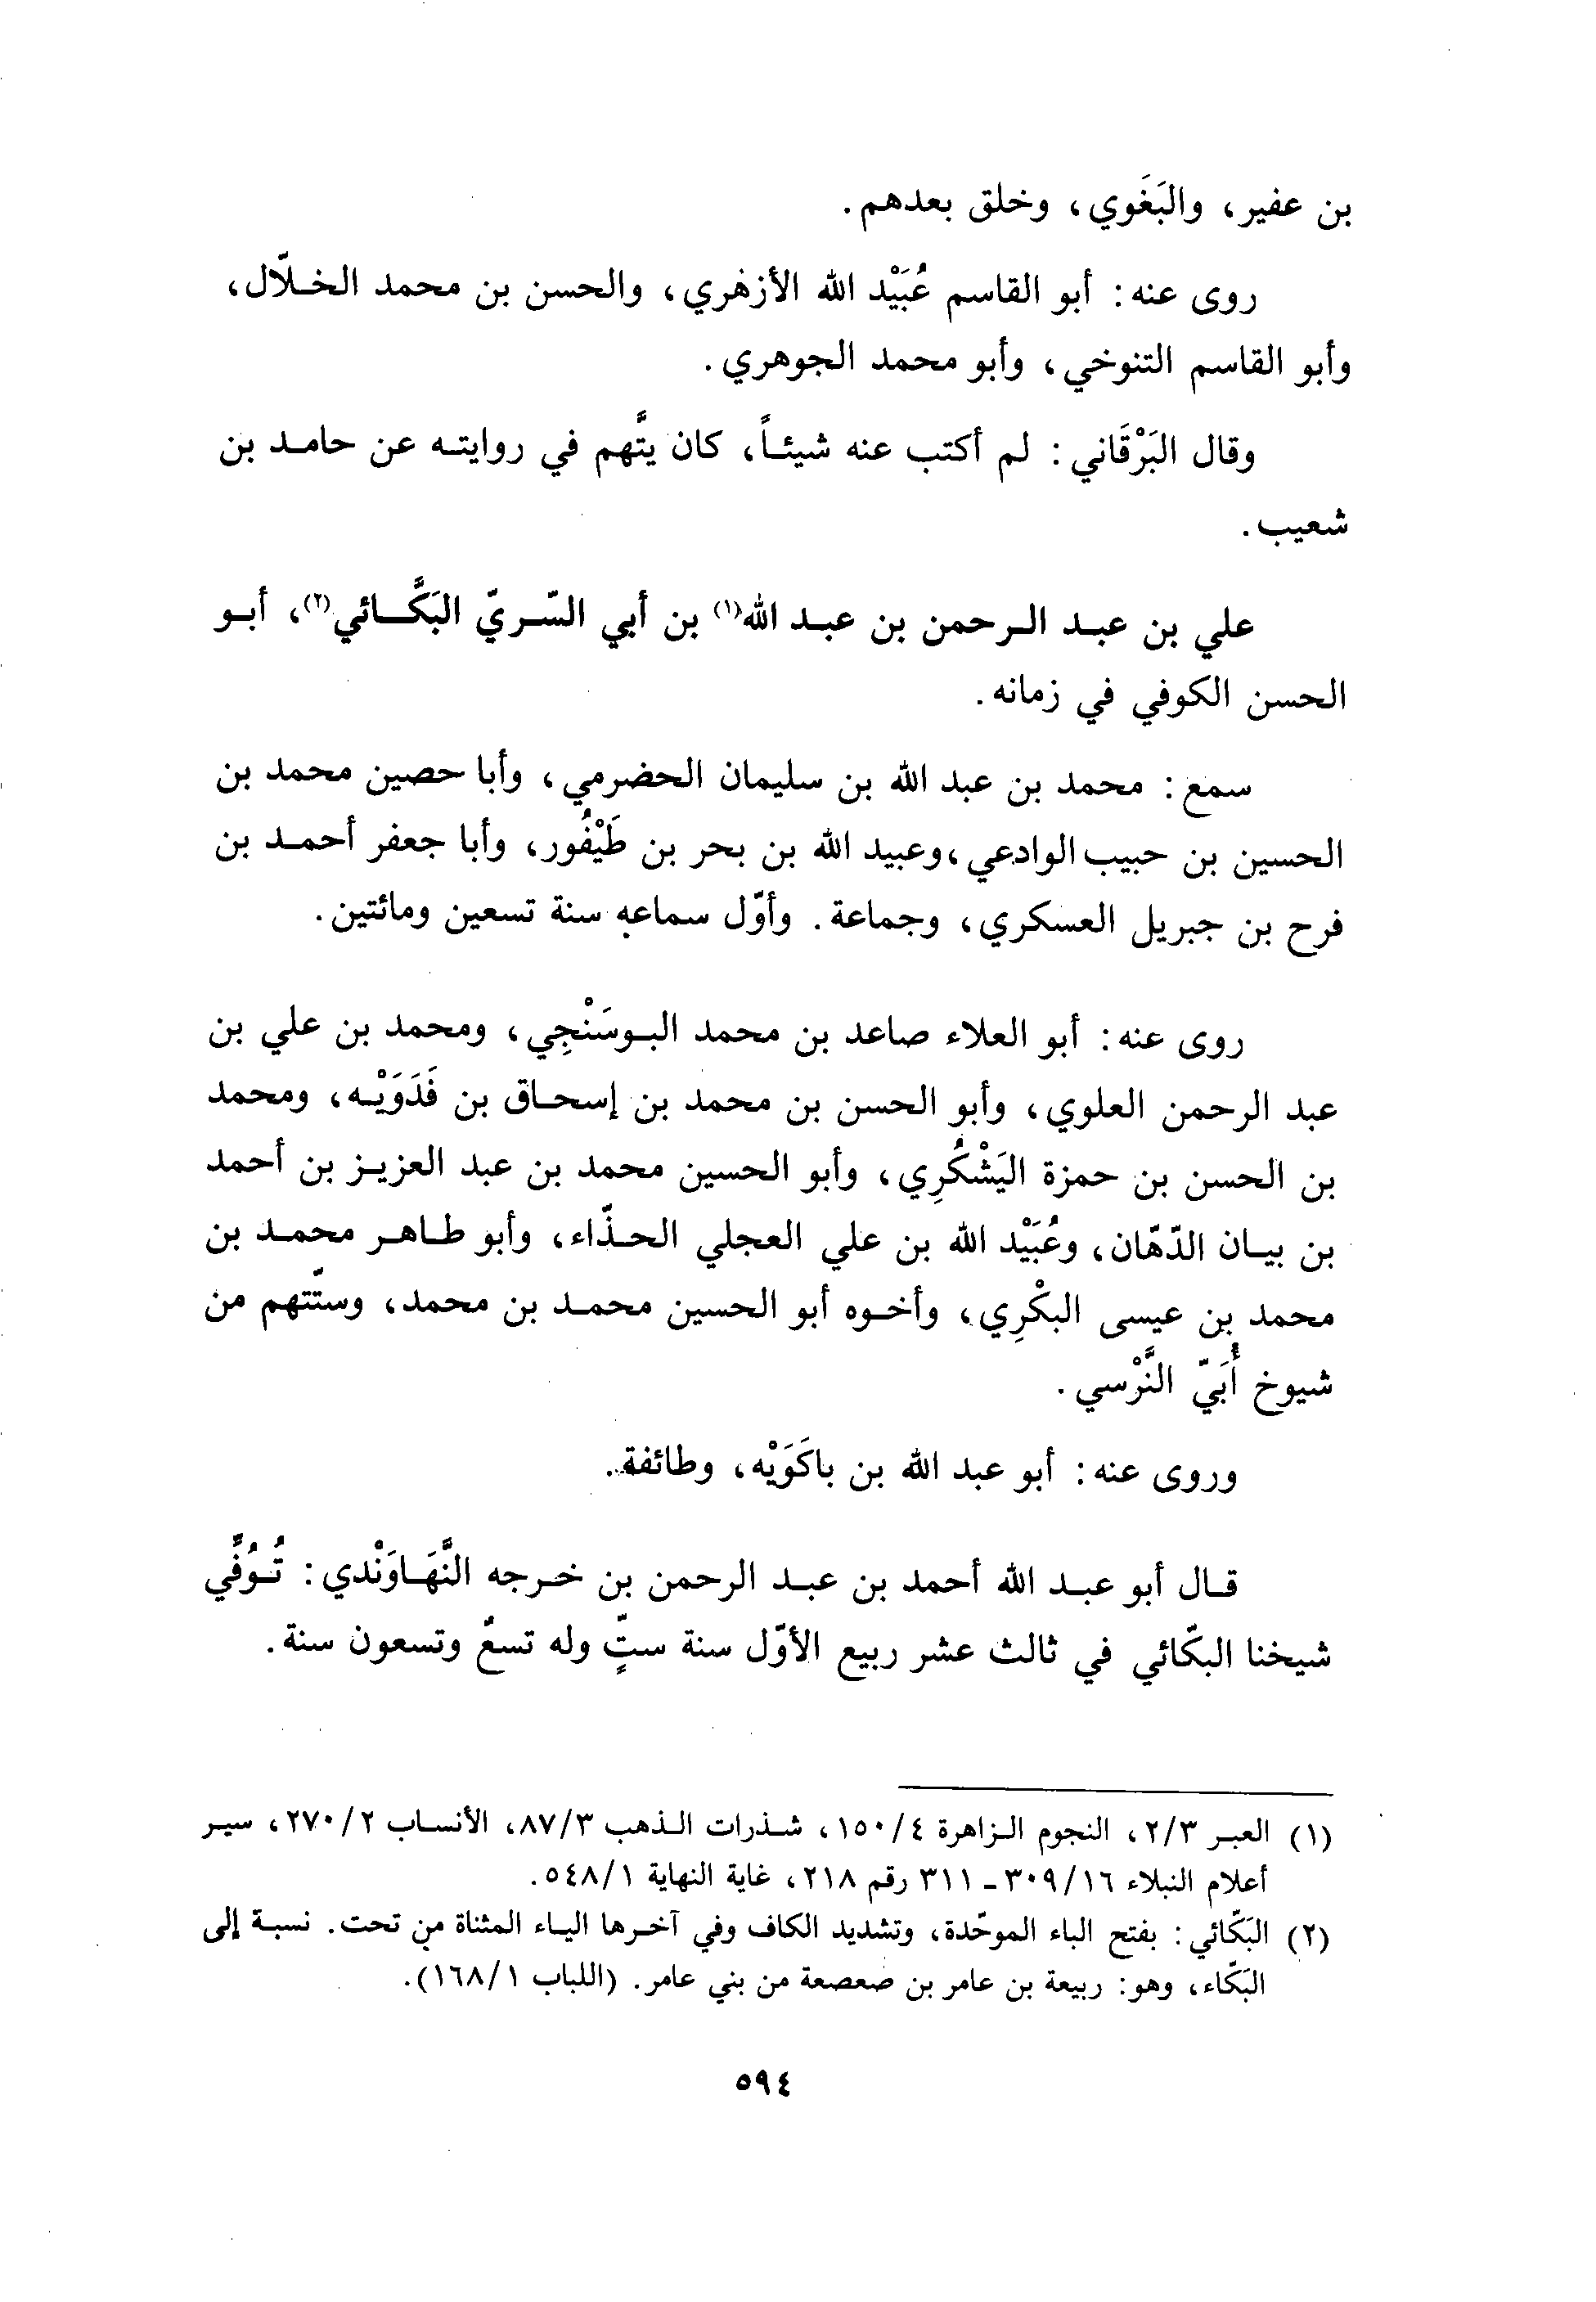 بن عفير، والبَغَوي، وخلق بعدهم.
روى عنه: أبو القاسم عُبَيْد الله الأزهري، والحسن بن محمد الخلّال،
وأبو القاسم التنوخي، وأبو محمد الجوهري.
وقال البَرْقَاني: لم أكتب عنه شيئاً، كان يتَّهم في روايته عن حامد بن
شعيب.
علي بن عبد الرحمن بن عبد الله(١) بن أبي السّريّ البَكَّائي(٢)، أبو
الحسن الكوفي في زمانه.
سمع: محمد بن عبد الله بن سليمان الحضرمي، وأبا حصين محمد بن
الحسين بن حبيب الوادعي، وعبيد الله بن بحر بن طَيْفُور، وأبا جعفر أحمد بن
فرح بن جبريل العسكري، وجماعة. وأوّل سماعه سنة تسعين ومائتين.
روى عنه: أبو العلاء صاعد بن محمد البوسَنْجِي، ومحمد بن علي بن
عبد الرحمن العلوي، وأبو الحسن بن محمد بن إسحاق بن فَدَوَيْه، ومحمد
بن الحسن بن حمزة اليَشْكُرِي، وأبو الحسين محمد بن عبد العزيز بن أحمد
بن بيان الدّهّان، وعُبَيْد الله بن علي العجلي الحذّاء، وأبو طاهر محمد بن
محمد بن عيسى البكْرِي، وأخوه أبو الحسين محمد بن محمد، وستّتهم من
شيوخ أُبَيّ النَّرْسي.
وروى عنه: أبو عبد الله بن باكَوَيْه، وطائفة.
قال أبو عبد الله أحمد بن عبد الرحمن بن خرجه النَّهَاوَنْدي: تُوُفِّي
شيخنا البكّائي في ثالث عشر ربيع الأوّل سنة ستٍّ وله تسعٌ وتسعون سنة.
(١) العبر ٢/٣، النجوم الزاهرة ١٥٠/٤، شذرات الذهب ٨٧/٣، الأنساب ٢٧٠/٢، سير
أعلام النبلاء ٣٠٩/١٦ - ٣١١ رقم ٢١٨، غاية النهاية ٥٤٨/١.
(٢) البَكّائي: بفتح الباء الموحّدة، وتشديد الكاف وفي آخرها الياء المثناة من تحت. نسبة إلى
البَكّاء، وهو: ربيعة بن عامر بن صعصعة من بني عامر. (اللباب ١٦٨/١).
٥٩٤